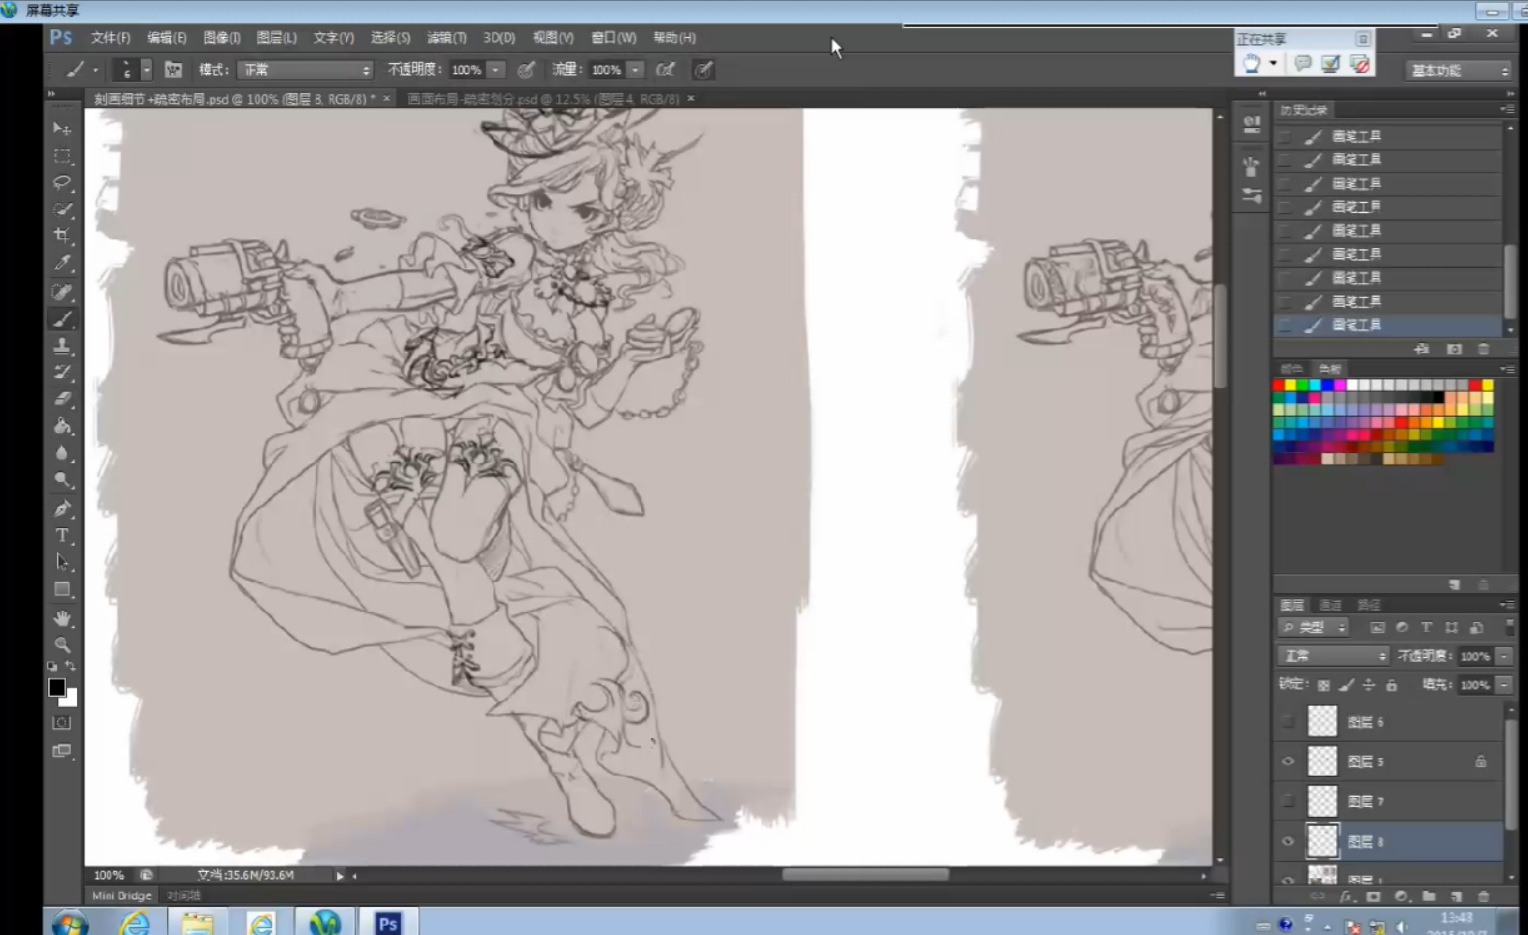 屏幕共享
Ps 文件(F) 编辑(E) 图像(I) 图层(L) 文字(Y) 选择(S) 滤镜(T) 3D(D) 视图(V) 窗口(W) 帮助(H)
正在共享
6 模式: 正常 不透明度: 100% 流量: 100%
基本功能
刻画细节+疏密布局.psd @ 100% (图层 8, RGB/8) * ×
画面布局-疏密划分.psd @ 12.5% (图层 4, RGB/8) ×
历史记录
画笔工具
画笔工具
画笔工具
画笔工具
画笔工具
画笔工具
画笔工具
画笔工具
画笔工具
颜色 色板
图层 通道 路径
类型
正常 不透明度: 100%
锁定: 填充: 100%
图层 6
图层 5
图层 7
图层 8
100% 文档:35.6M/93.6M
Mini Bridge 时间轴
Ps
13:48